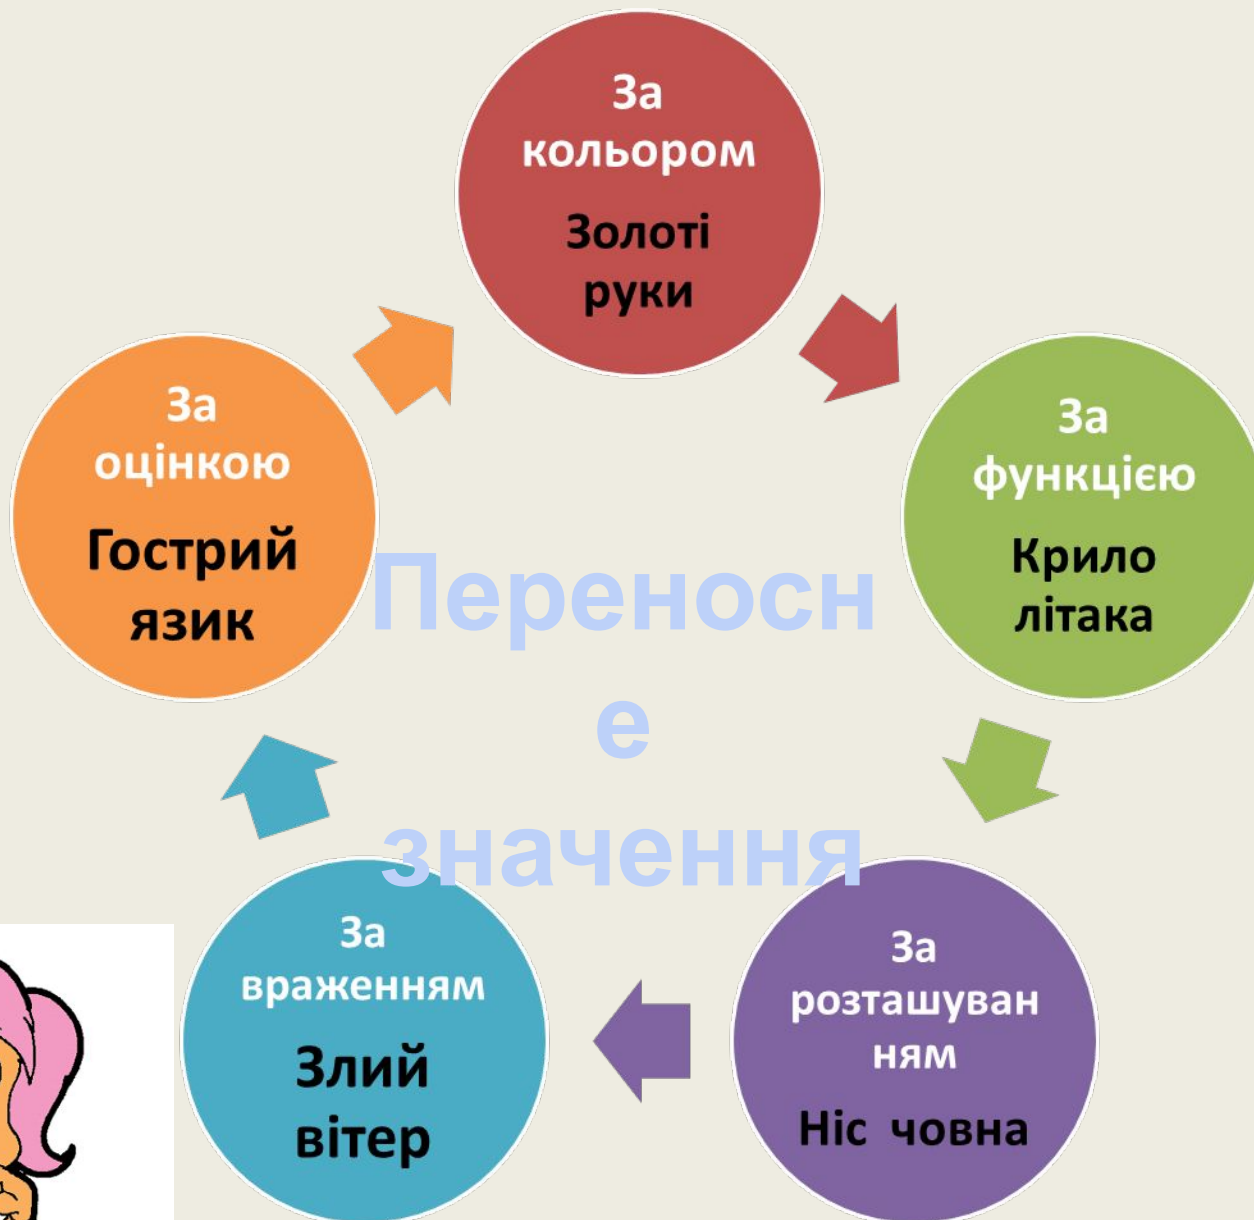 За
кольором
Золоті
руки
За
функцією
Крило
літака
За
розташуван
ням
Ніс човна
За
враженням
Злий
вітер
За
оцінкою
Гострий
язик
Переносн
е
значення